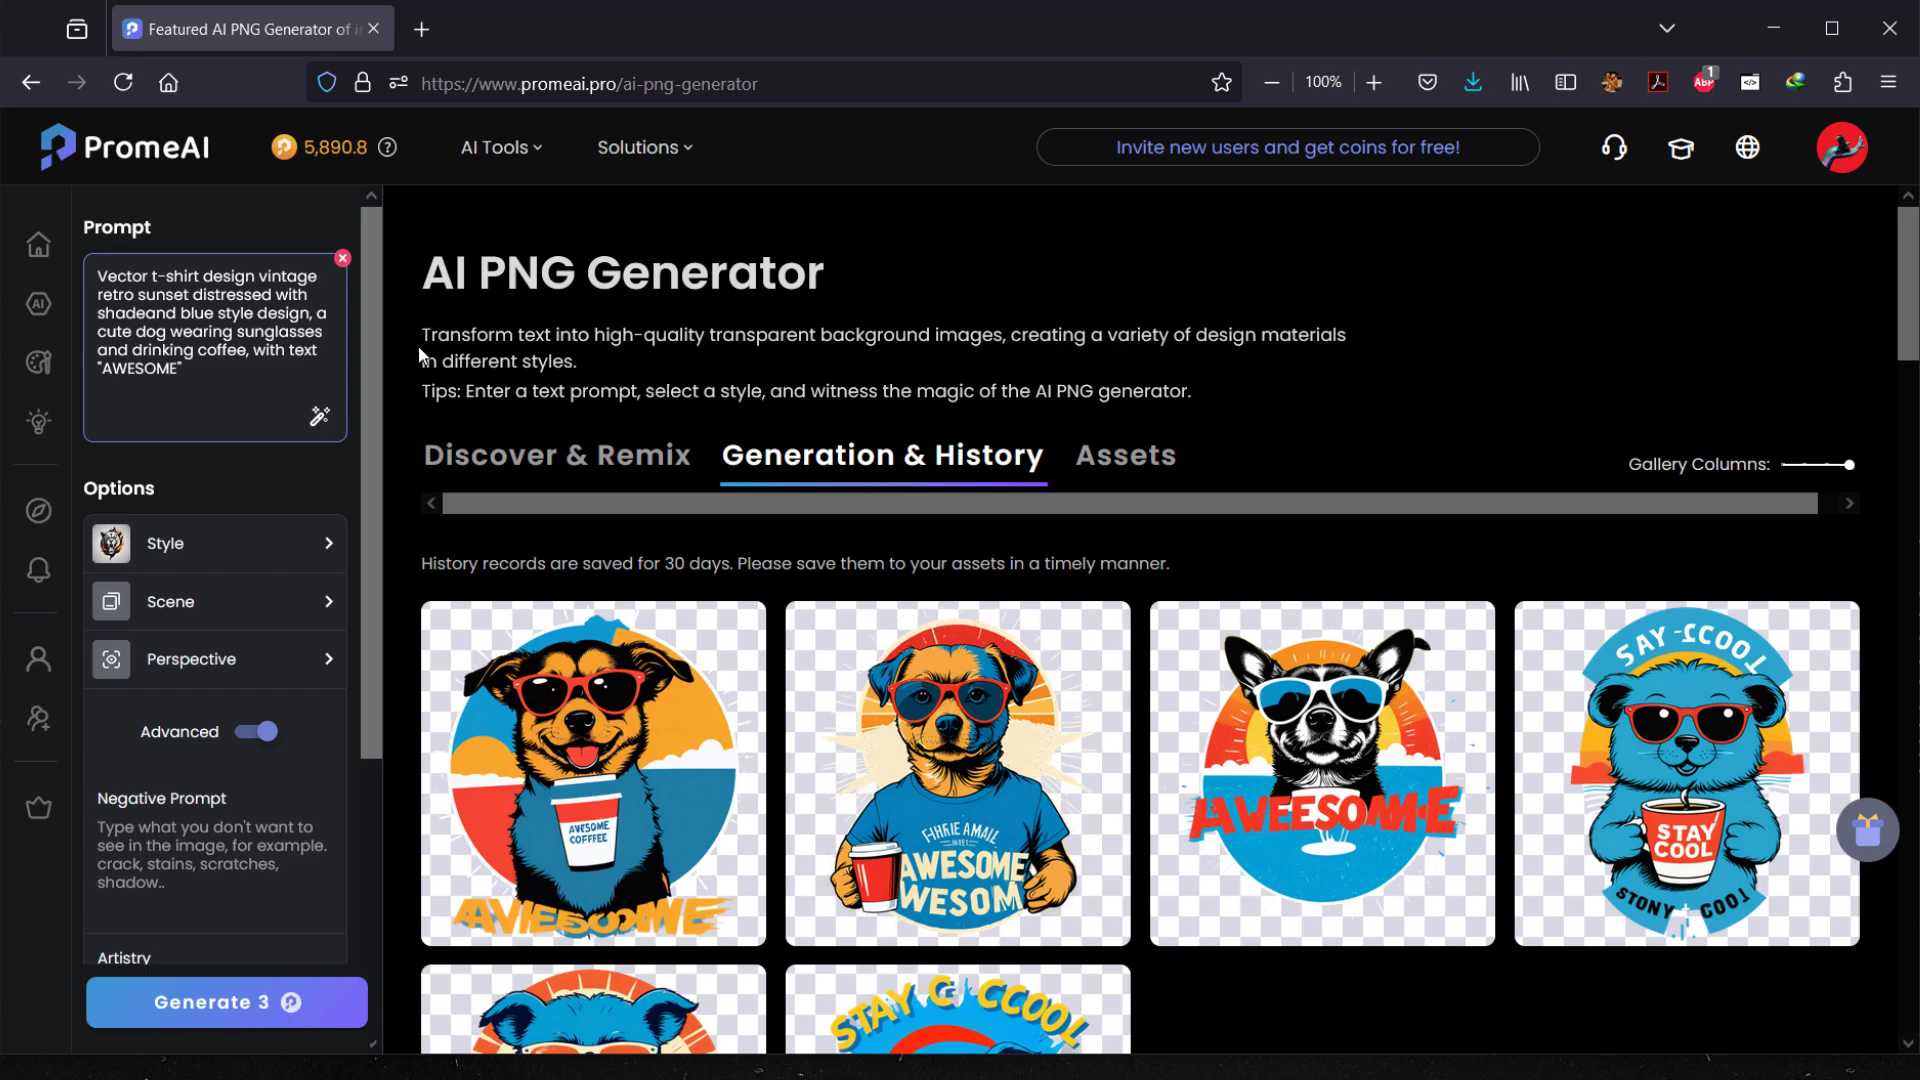 Featured AI PNG Generator of i
https://www.promeai.pro/ai-png-generator
100%
1
ABP
PromeAI
5,890.8
AI Tools
Solutions
Invite new users and get coins for free!
Prompt
Vector t-shirt design vintage
retro sunset distressed with
shadeand blue style design, a
cute dog wearing sunglasses
and drinking coffee, with text
"AWESOME"
Options
Style
Scene
Perspective
Advanced
Negative Prompt
Type what you don't want to
see in the image, for example.
crack, stains, scratches,
shadow..
Artistry
Generate 3
AI
AI PNG Generator
Transform text into high-quality transparent background images, creating a variety of design materials
in different styles.
Tips: Enter a text prompt, select a style, and witness the magic of the AI PNG generator.
Discover & Remix
Generation & History
Assets
Gallery Columns:
History records are saved for 30 days. Please save them to your assets in a timely manner.
AWESOME
COFFFEE
AWESOME
WESOM
AWEESOME
STAY
COOL
STONY COOL
STAY C CCOOL